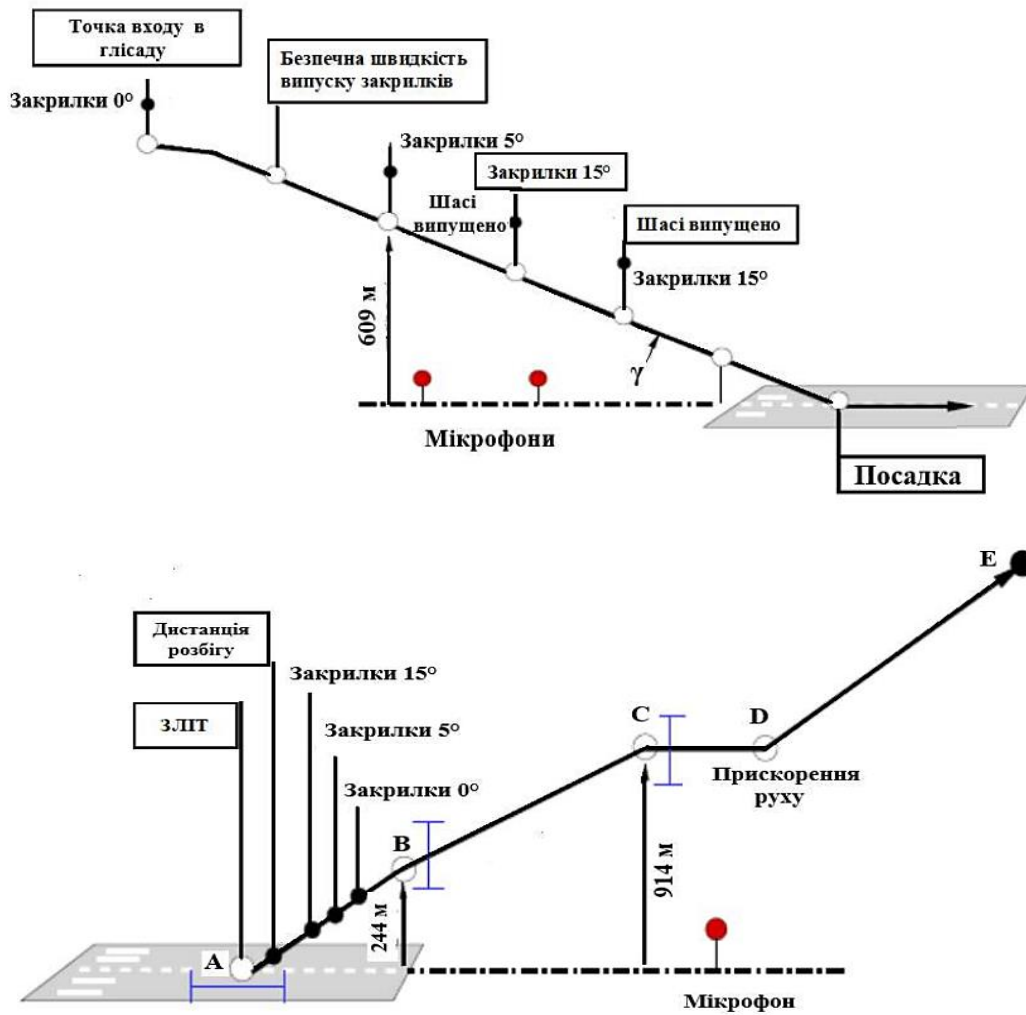 Точка входу в
глісаду
Закрилки 0°
Безпечна швидкість
випуску закрилків
Закрилки 5°
Шасі
випущено
Закрилки 15°
Шасі випущено
Закрилки 15°
609 м
γ
Мікрофони
Посадка
E
Дистанція
розбігу
Закрилки 15°
ЗЛІТ
Закрилки 5°
Закрилки 0°
C
D
Прискорення
руху
B
244 м
914 м
A
Мікрофон